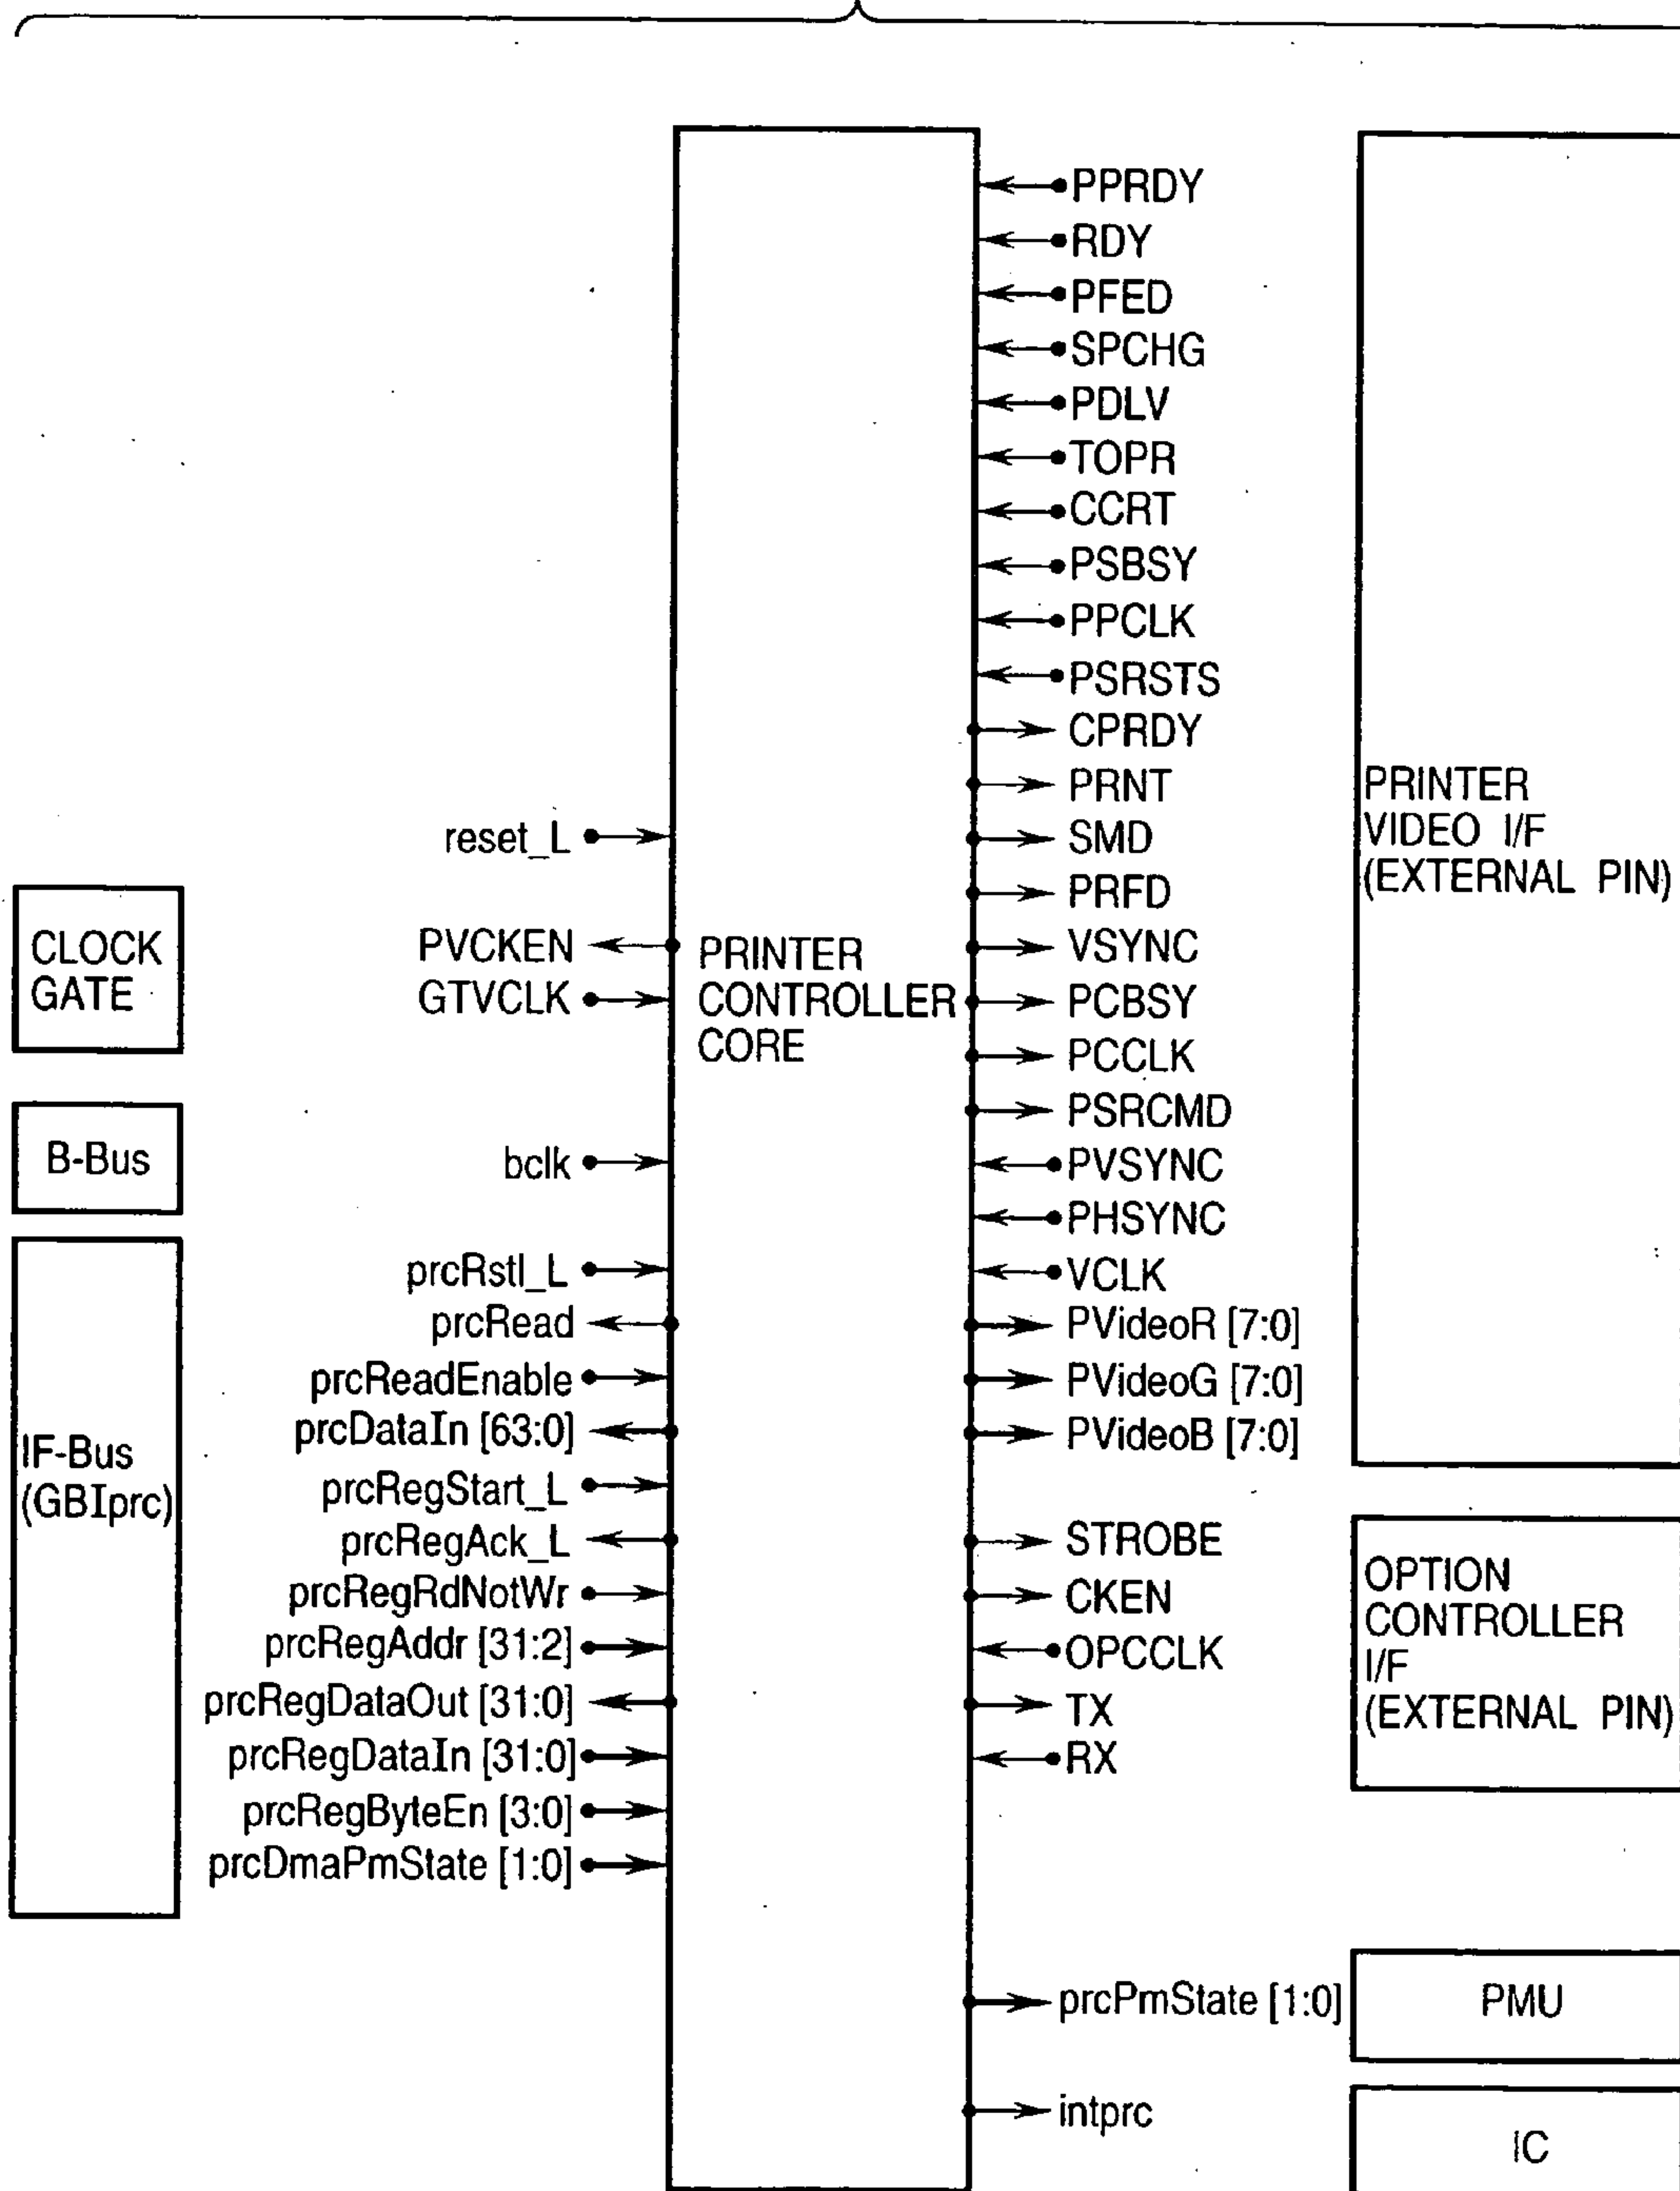 PPRDY
RDY
PFED
SPCHG
PDLV
TOPR
CCRT
PSBSY
PPCLK
PSRSTS
CPRDY
PRNT
SMD
PRFD
VSYNC
PCBSY
PCCLK
PSRCMD
PVSYNC
PHSYNC
VCLK
PVideoR [7:0]
PVideoG [7:0]
PVideoB [7:0]
STROBE
CKEN
OPCCLK
TX
RX
prcPmState [1:0]
intprc
PRINTER
VIDEO I/F
(EXTERNAL PIN)
OPTION
CONTROLLER
I/F
(EXTERNAL PIN)
PMU
IC
PRINTER
CONTROLLER
CORE
reset_L
PVCKEN
GTVCLK
bclk
prcRstI_L
prcRead
prcReadEnable
prcDataIn [63:0]
prcRegStart_L
prcRegAck_L
prcRegRdNotWr
prcRegAddr [31:2]
prcRegDataOut [31:0]
prcRegDataIn [31:0]
prcRegByteEn [3:0]
prcDmaPmState [1:0]
CLOCK
GATE
B-Bus
IF-Bus
(GBIprc)